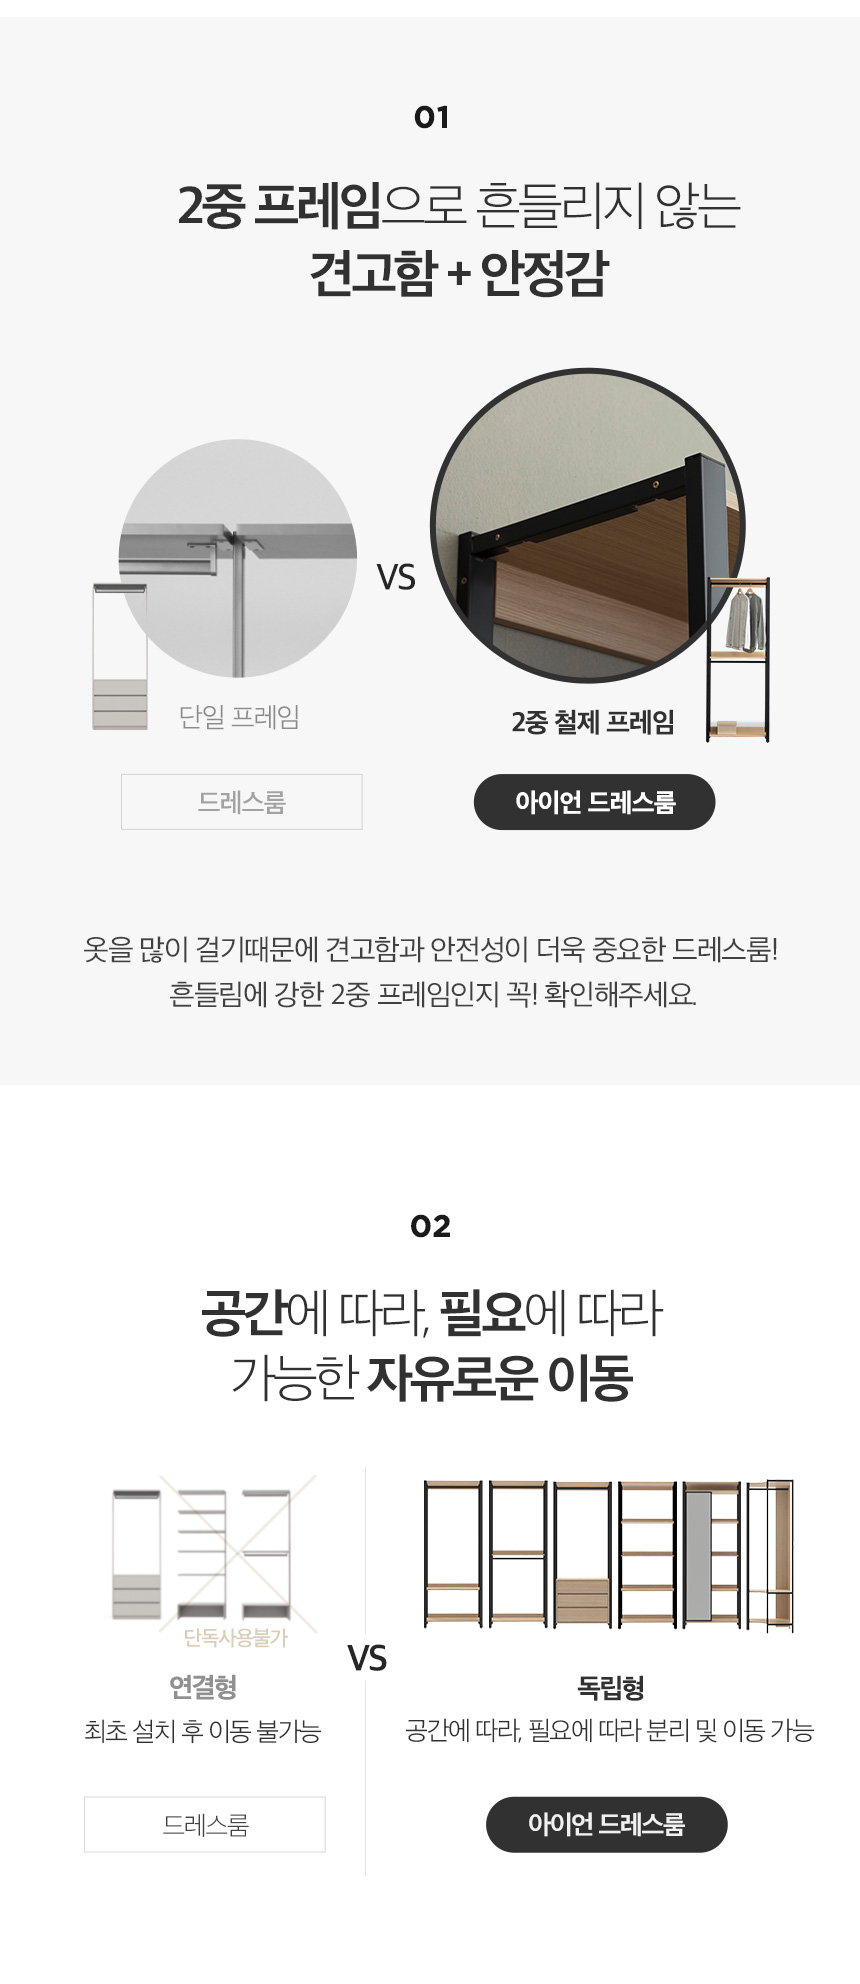 01
2중 프레임으로 흔들리지 않는
견고함 + 안정감
VS
단일 프레임
2중 철제 프레임
드레스룸
아이언 드레스룸
옷을 많이 걸기때문에 견고함과 안전성이 더욱 중요한 드레스룸!
흔들림에 강한 2중 프레임인지 꼭! 확인해주세요.
02
공간에 따라, 필요에 따라
가능한 자유로운 이동
단독사용불가
VS
연결형
독립형
최초 설치 후 이동 불가능
공간에 따라, 필요에 따라 분리 및 이동 가능
드레스룸
아이언 드레스룸